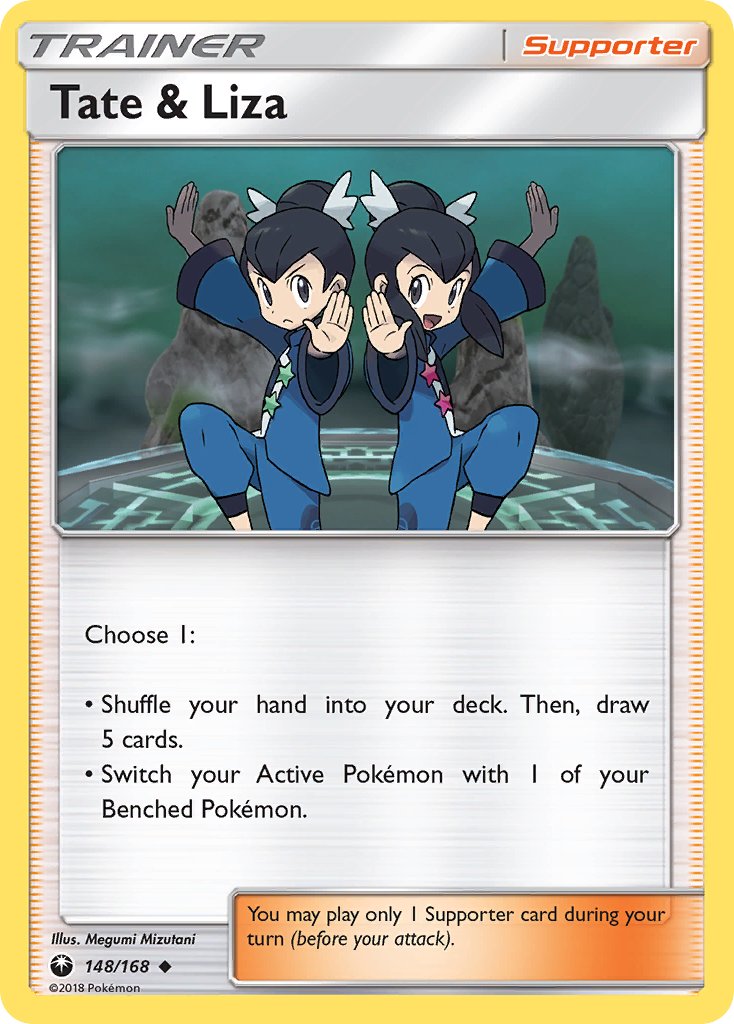 TRAINER
Supporter
Tate & Liza
Choose 1:
• Shuffle your hand into your deck. Then, draw
5 cards.
• Switch your Active Pokémon with 1 of your
Benched Pokémon.
You may play only 1 Supporter card during your
turn (before your attack).
Illus. Megumi Mizutani
148/168 ◆
©2018 Pokémon